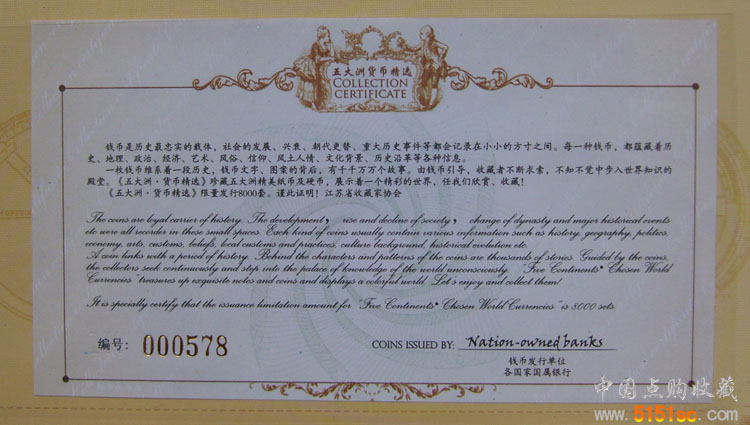 五大洲货币精选
COLLECTION
CERTIFICATE
钱币是历史最忠实的载体，社会的发展、兴衰、朝代更替、重大历史事件等都会记录在小小的方寸之间。每一种钱币，都蕴藏着历
史、地理、政治、经济、艺术、风俗、信仰、风土人情、文化背景、历史沿革等各种信息。
一枚钱币维系着一段历史，钱币文字、图案的背后，有千千万万个故事。由钱币引导，收藏者不断求索，不知不觉中步入世界知识的
殿堂。《五大洲·货币精选》珍藏五大洲精美纸币及硬币，展示着一个精彩的世界，任我们欣赏、收藏！
《五大洲·货币精选》限量发行8000套。谨此证明！江苏省收藏家协会
The coins are loyal carrier of history. The development， rise and decline of society， change of dynasty and major historical events
etc were all recorder in these small spaces. Each kind of coins usually contain various information such as history, geography, politics,
economy, arts, customs, beliefs, local customs and practices, culture background, historical evolution etc.
A coin links with a period of history. Behind the characters and patterns of the coins are thousands of stories. Guided by the coins,
the collectors seek continuously and step into the palace of knowledge of the world unconsciously. "Five Continents• Chosen World
Currencies" treasures up exquisite notes and coins and displays a colorful world. Let's enjoy and collect them!
It is specially certify that the issuance limitation amount for "Five Continents• Chosen World Currencies" is 8000 sets.
编号： 000578
COINS ISSUED BY: Nation-owned banks
钱币发行单位
各国家国属银行
中国点购收藏
www.5151sc.com